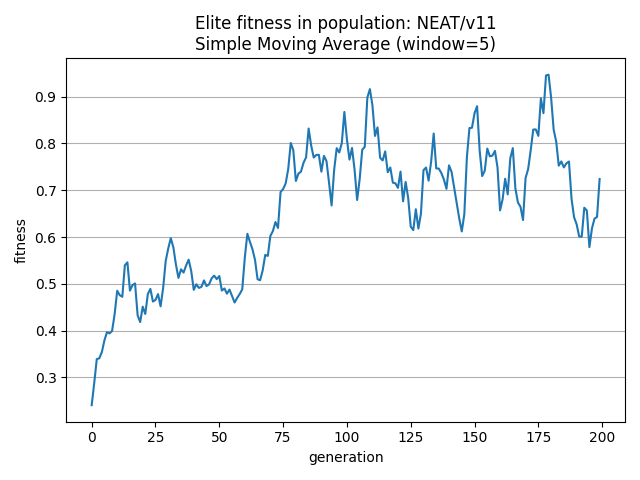 Elite fitness in population: NEAT/v11
Simple Moving Average (window=5)
fitness
0.9
0.8
0.7
0.6
0.5
0.4
0.3
0 25 50 75 100 125 150 175 200
generation